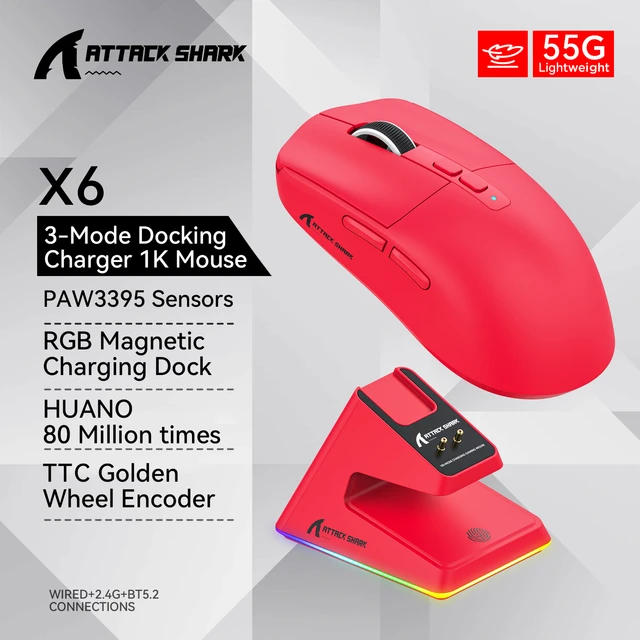 ATTACK SHARK
55G
Lightweight
X6
3-Mode Docking
Charger 1K Mouse
PAW3395 Sensors
RGB Magnetic
Charging Dock
HUANO
80 Million times
TTC Golden
Wheel Encoder
WIRED+2.4G+BT5.2
CONNECTIONS
ATTACK SHARK
ATTACK SHARK
ATTACK SHARK